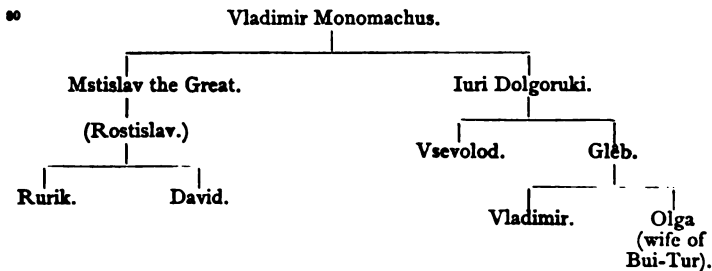 80
Vladimir Monomachus.
Mstislav the Great. Iuri Dolgoruki.
(Rostislav.)
Vsevolod. Gleb.
Rurik. David.
Vladimir. Olga
(wife of
Bui-Tur).